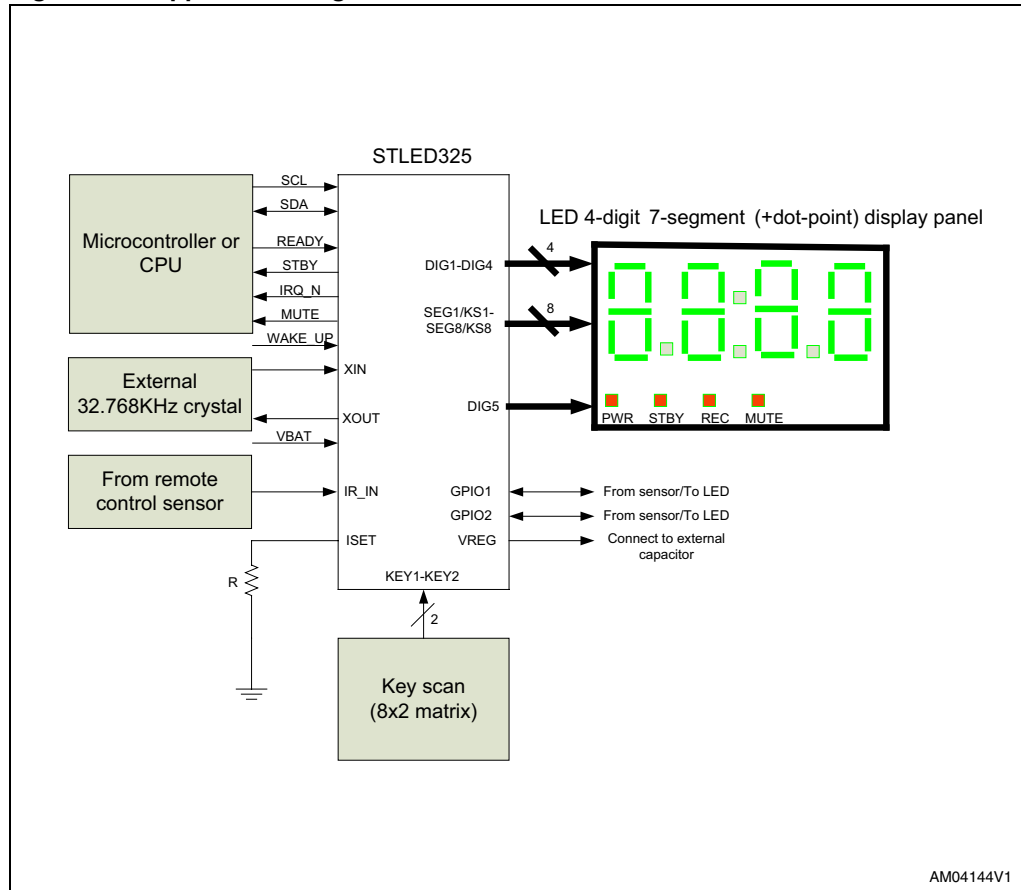 STLED325
SCL
SDA
READY
STBY
IRQ_N
MUTE
WAKE_UP
Microcontroller or
CPU
External
32.768KHz crystal
XIN
XOUT
VBAT
From remote
control sensor
IR_IN
ISET
R
KEY1-KEY2
2
Key scan
(8x2 matrix)
DIG1-DIG4
4
SEG1/KS1-
SEG8/KS8
8
DIG5
LED 4-digit 7-segment (+dot-point) display panel
PWR STBY REC MUTE
GPIO1
From sensor/To LED
GPIO2
From sensor/To LED
VREG
Connect to external
capacitor
AM04144V1